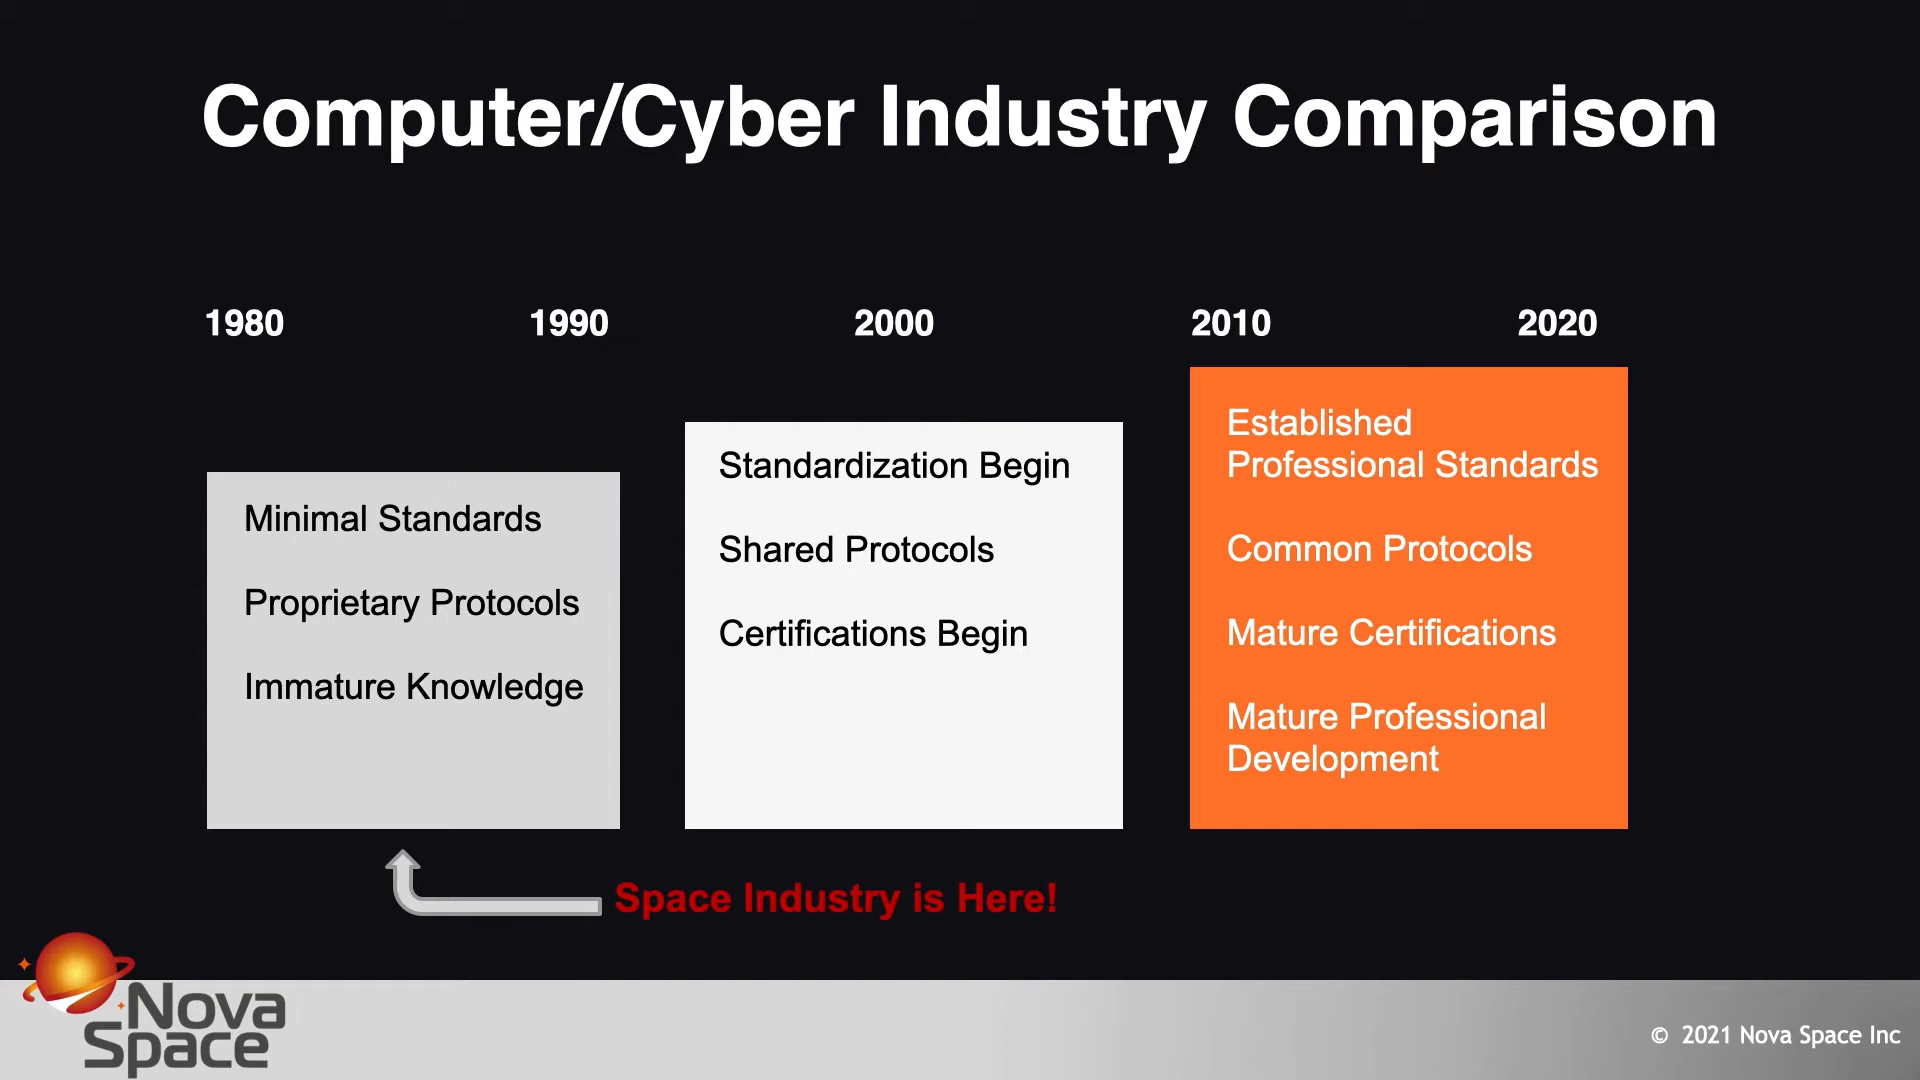 Computer/Cyber Industry Comparison
1980
1990
2000
2010
2020
Minimal Standards
Proprietary Protocols
Immature Knowledge
Standardization Begin
Shared Protocols
Certifications Begin
Established
Professional Standards
Common Protocols
Mature Certifications
Mature Professional
Development
Space Industry is Here!
Nova
Space
© 2021 Nova Space Inc